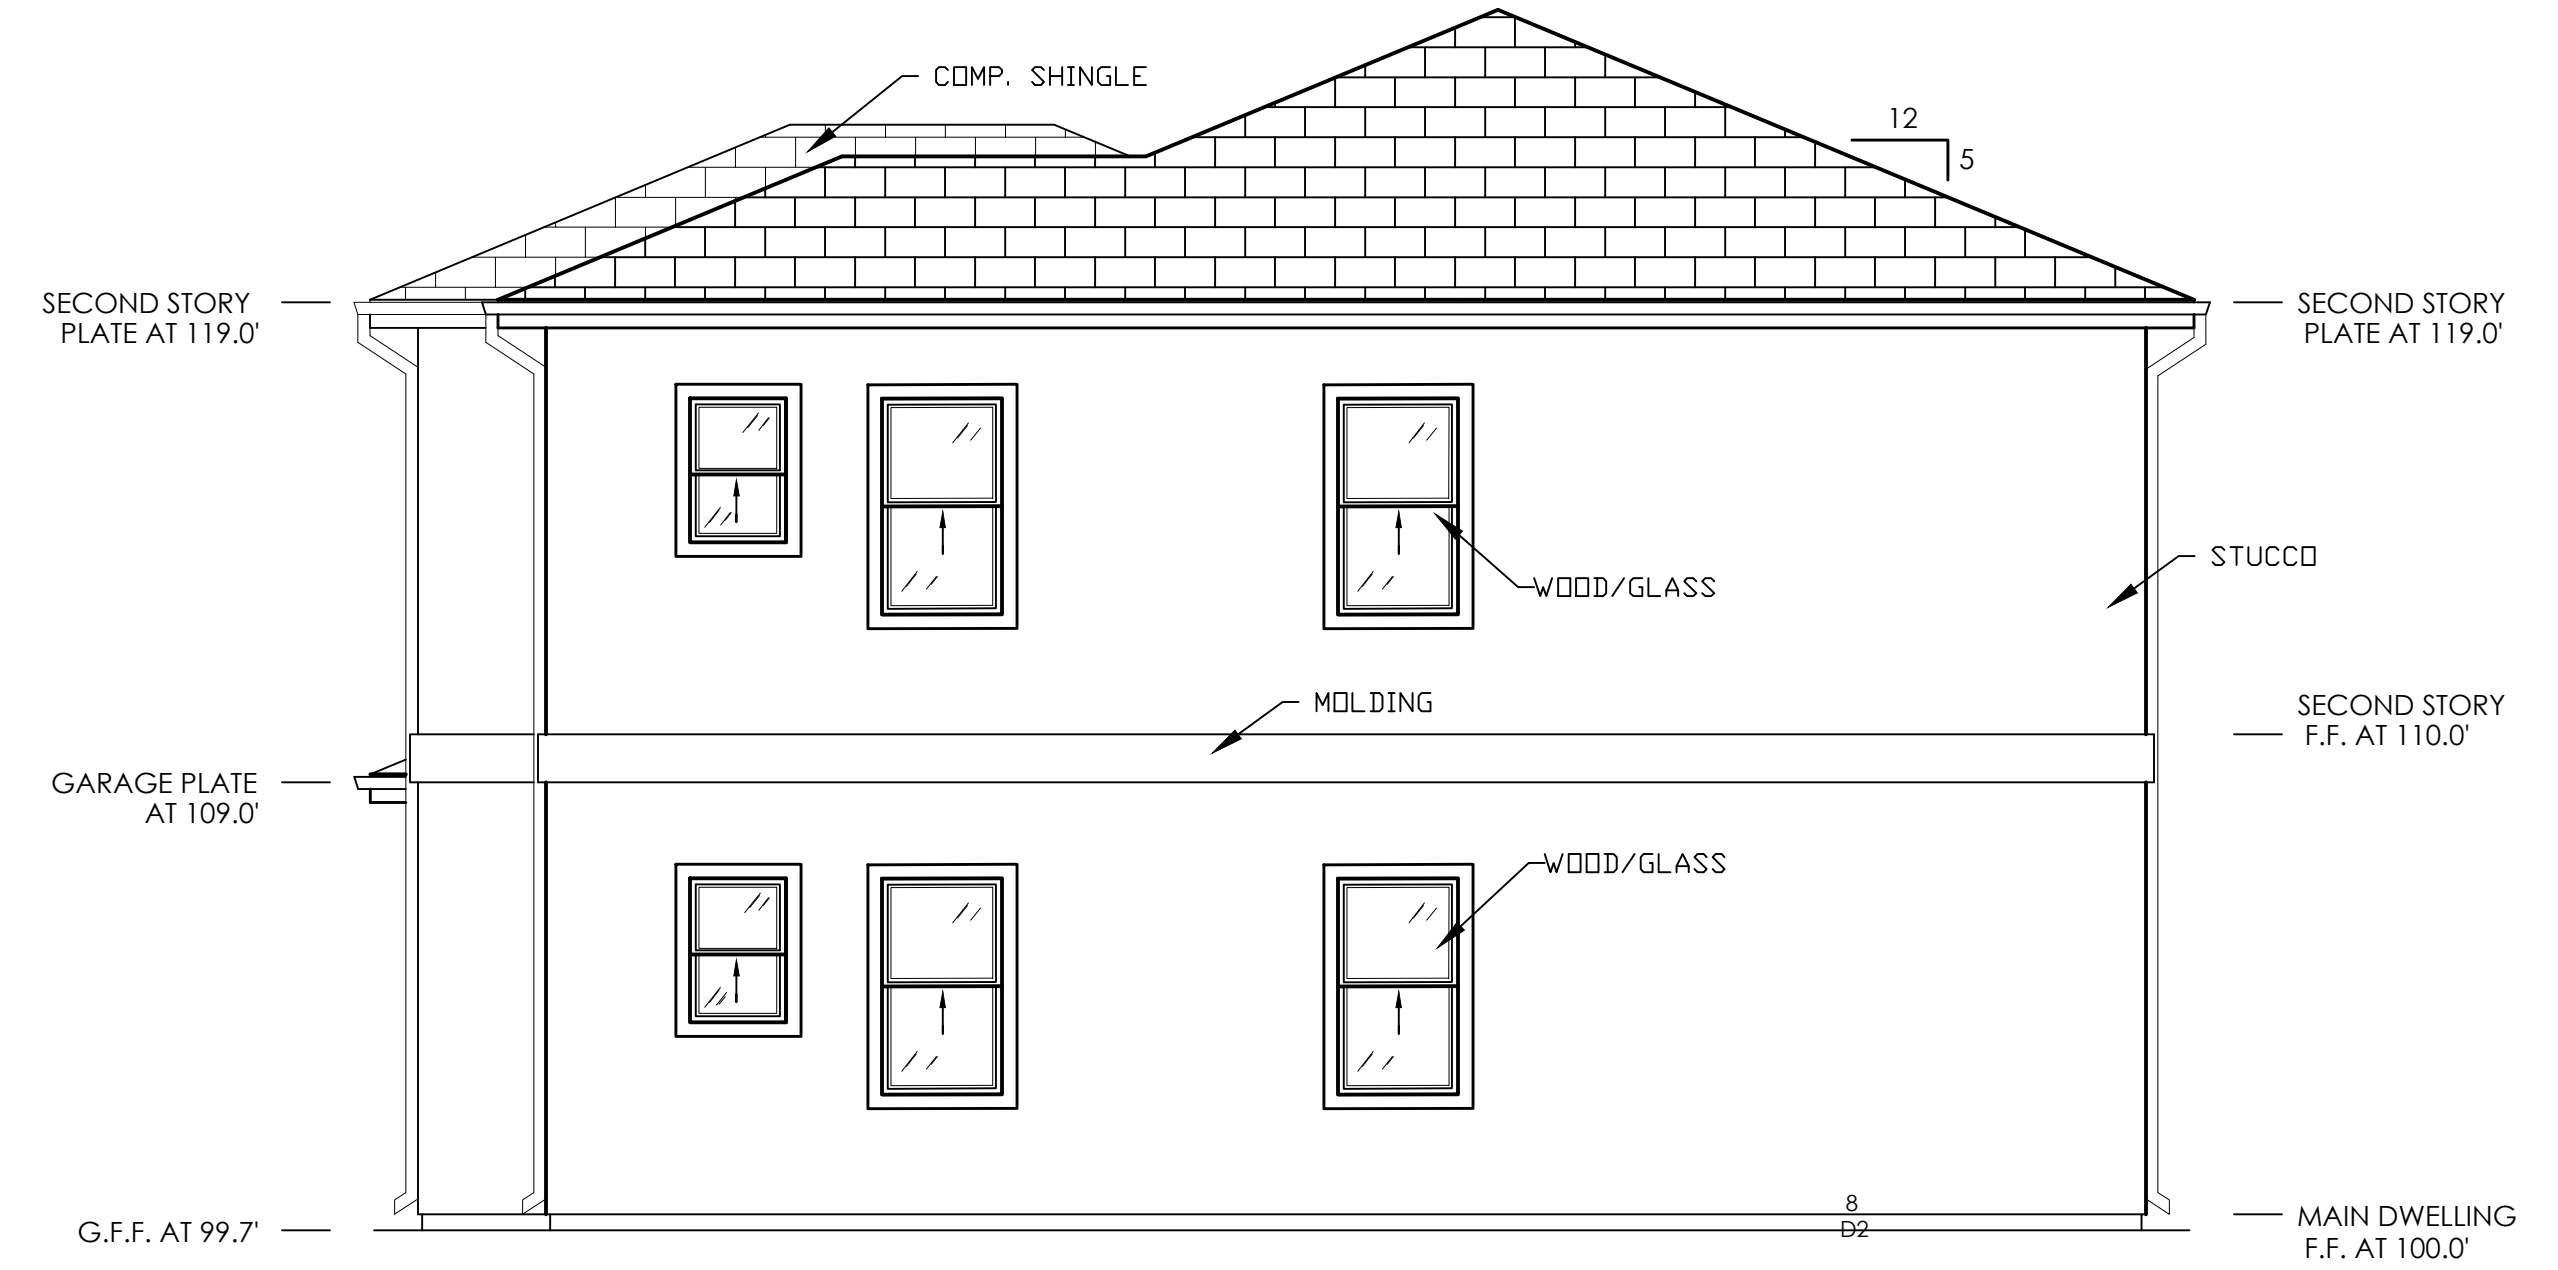 COMP. SHINGLE
12
5
SECOND STORY
PLATE AT 119.0'
SECOND STORY
PLATE AT 119.0'
STUCCO
WOOD/GLASS
MOLDING
SECOND STORY
F.F. AT 110.0'
GARAGE PLATE
AT 109.0'
WOOD/GLASS
8
D2
G.F.F. AT 99.7'
MAIN DWELLING
F.F. AT 100.0'